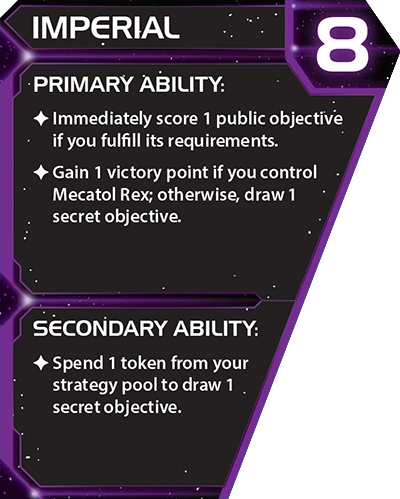 IMPERIAL
8
PRIMARY ABILITY:
Immediately score 1 public objective
if you fulfill its requirements.
Gain 1 victory point if you control
Mecatol Rex; otherwise, draw 1
secret objective.
SECONDARY ABILITY:
Spend 1 token from your
strategy pool to draw 1
secret objective.